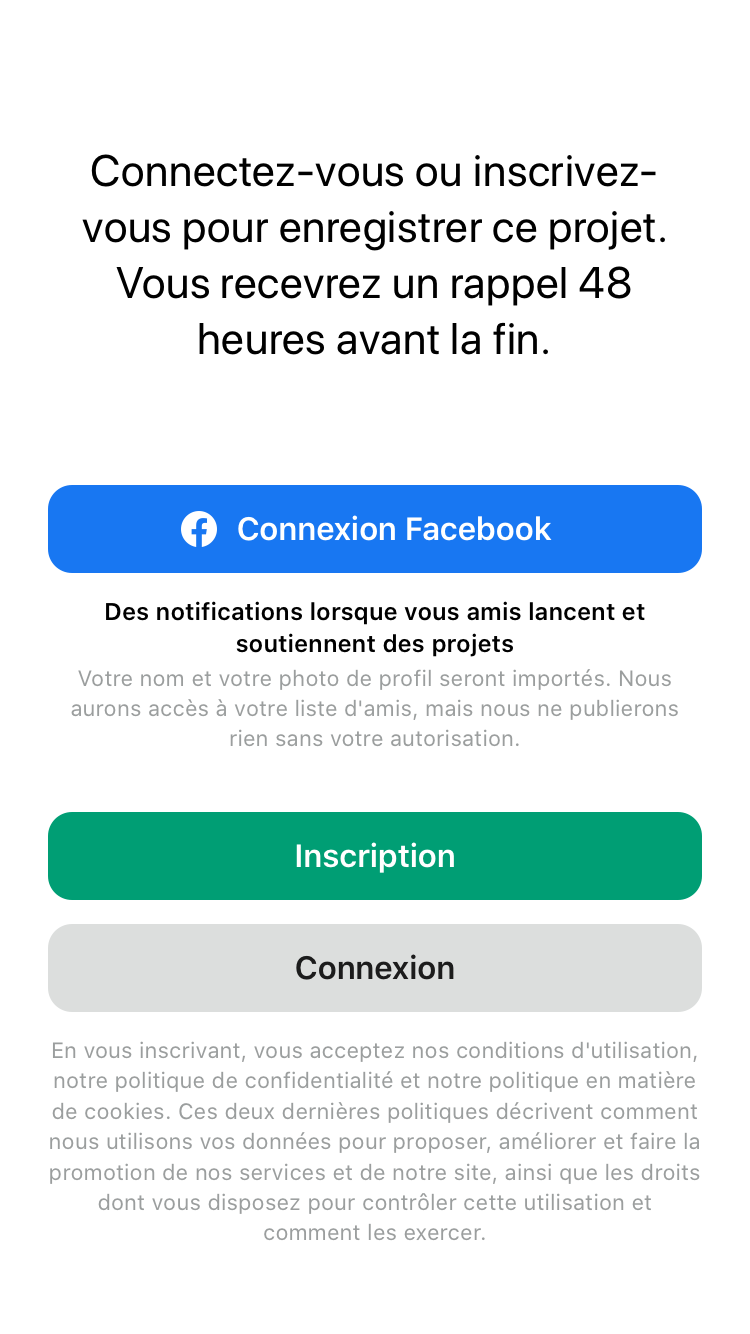 Connectez-vous ou inscrivez-
vous pour enregistrer ce projet.
Vous recevrez un rappel 48
heures avant la fin.
Connexion Facebook
Des notifications lorsque vous amis lancent et
soutiennent des projets
Votre nom et votre photo de profil seront importés. Nous
aurons accès à votre liste d'amis, mais nous ne publierons
rien sans votre autorisation.
Inscription
Connexion
En vous inscrivant, vous acceptez nos conditions d'utilisation,
notre politique de confidentialité et notre politique en matière
de cookies. Ces deux dernières politiques décrivent comment
nous utilisons vos données pour proposer, améliorer et faire la
promotion de nos services et de notre site, ainsi que les droits
dont vous disposez pour contrôler cette utilisation et
comment les exercer.